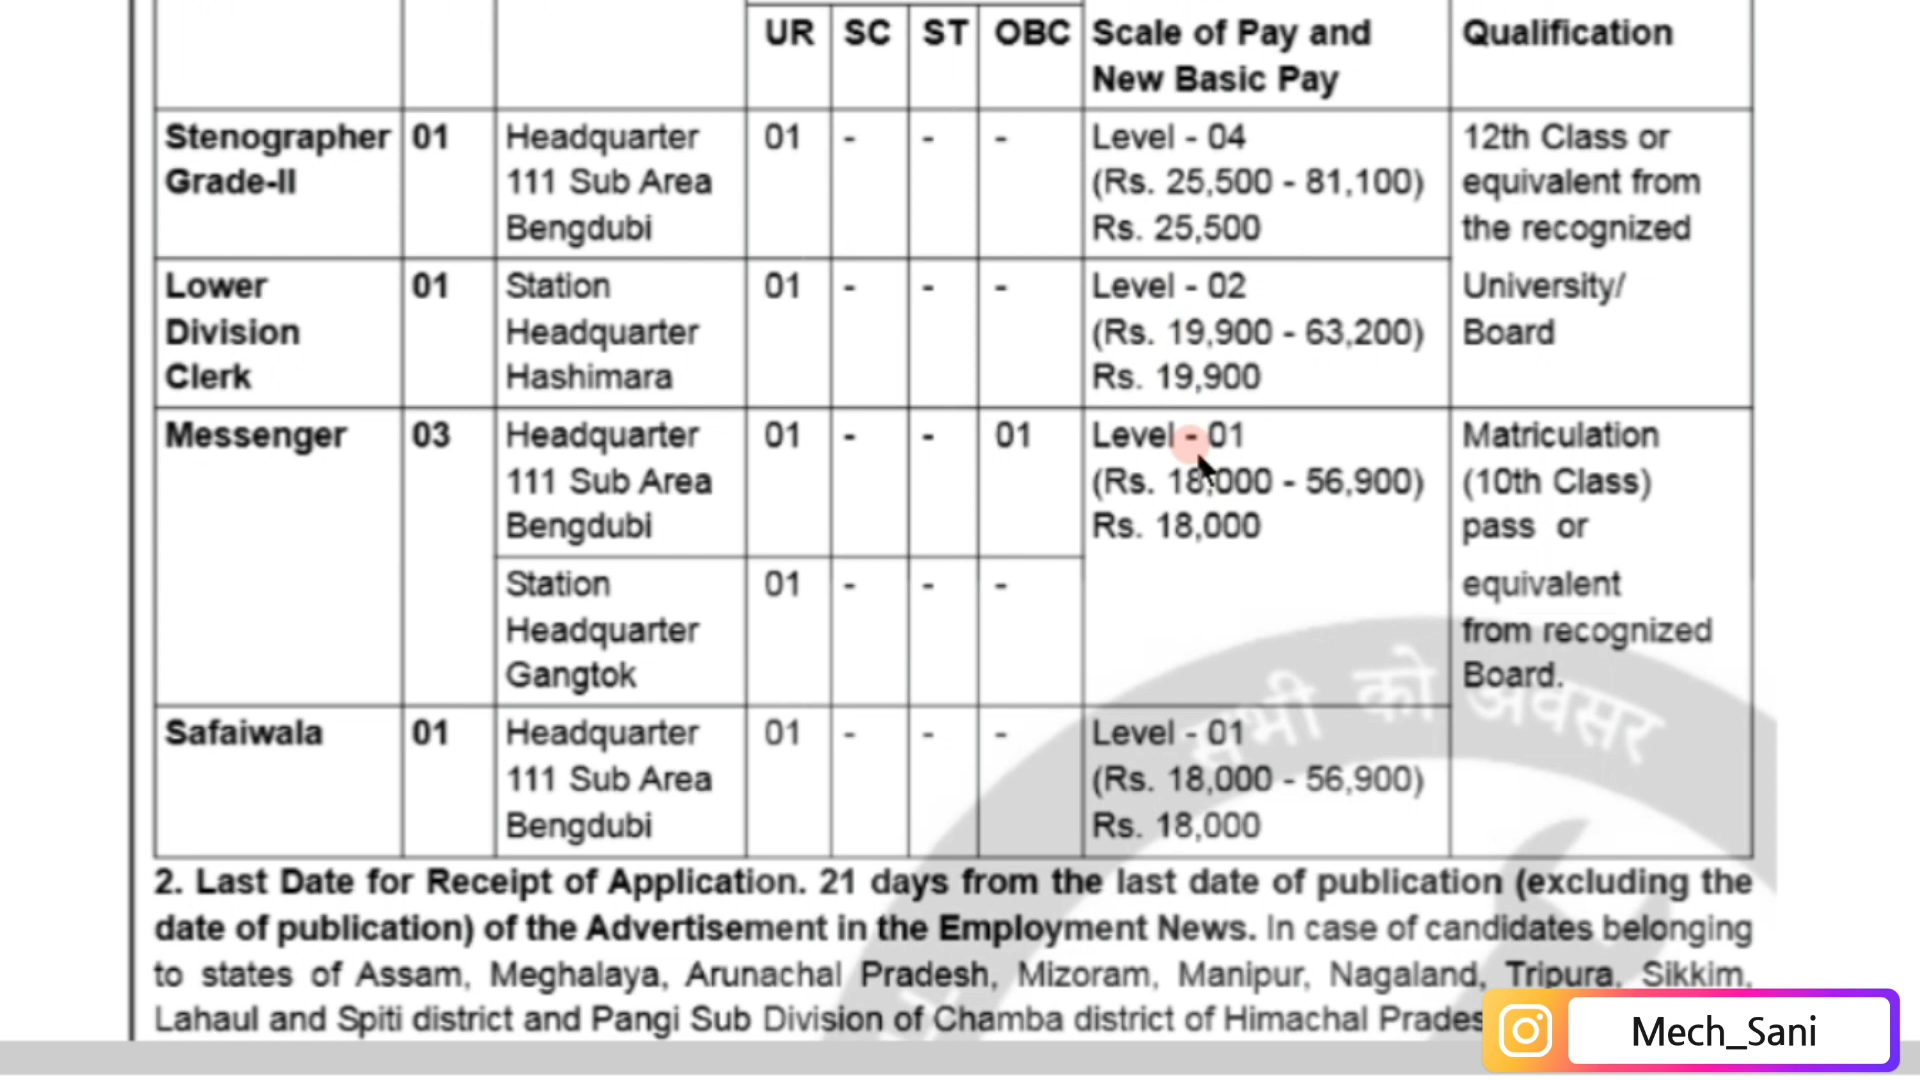 UR SC ST OBC Scale of Pay and Qualification
New Basic Pay
Stenographer 01 Headquarter 01 - - - Level - 04 12th Class or
Grade-II 111 Sub Area (Rs. 25,500 - 81,100) equivalent from
Bengdubi Rs. 25,500 the recognized
Lower 01 Station 01 - - - Level - 02 University/
Division Headquarter (Rs. 19,900 - 63,200) Board
Clerk Hashimara Rs. 19,900
Messenger 03 Headquarter 01 - - 01 Level - 01 Matriculation
111 Sub Area (Rs. 18,000 - 56,900) (10th Class)
Bengdubi Rs. 18,000 pass or
Station 01 - - - equivalent
Headquarter from recognized
Gangtok Board.
सभी को अवसर
Safaiwala 01 Headquarter 01 - - - Level - 01
111 Sub Area (Rs. 18,000 - 56,900)
Bengdubi Rs. 18,000
2. Last Date for Receipt of Application. 21 days from the last date of publication (excluding the
date of publication) of the Advertisement in the Employment News. In case of candidates belonging
to states of Assam, Meghalaya, Arunachal Pradesh, Mizoram, Manipur, Nagaland, Tripura, Sikkim,
Lahaul and Spiti district and Pangi Sub Division of Chamba district of Himachal Prades
Mech_Sani